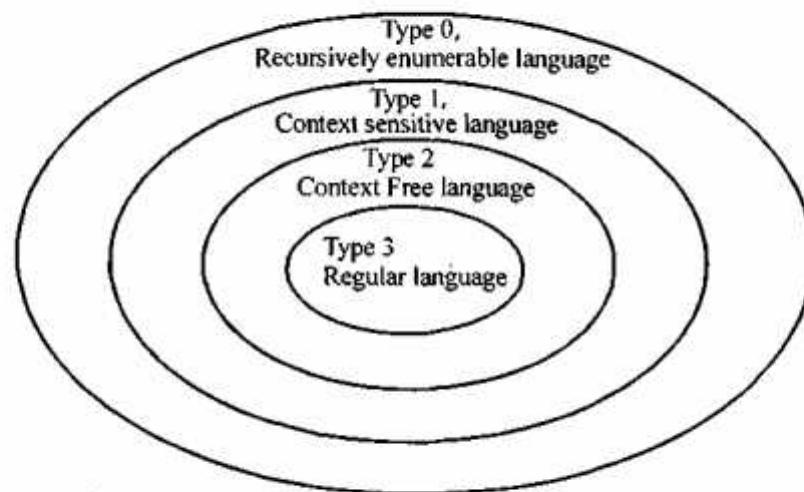 Type 0,
Recursively enumerable language
Type 1,
Context sensitive language
Type 2
Context Free language
Type 3
Regular language